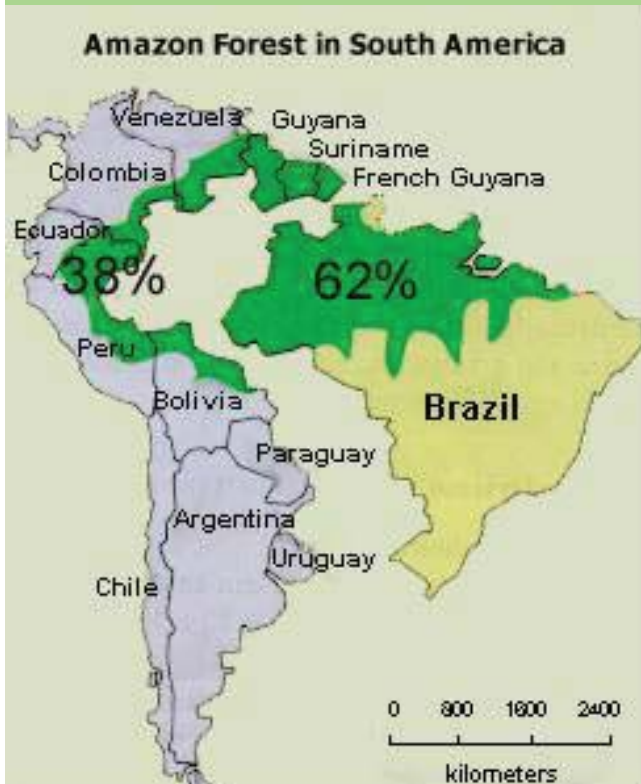 Amazon Forest in South America
Venezuela
Guyana
Suriname
French Guyana
Colombia
Ecuador
38%
62%
Peru
Bolivia
Brazil
Paraguay
Argentina
Uruguay
Chile
0 800 1600 2400
kilometers